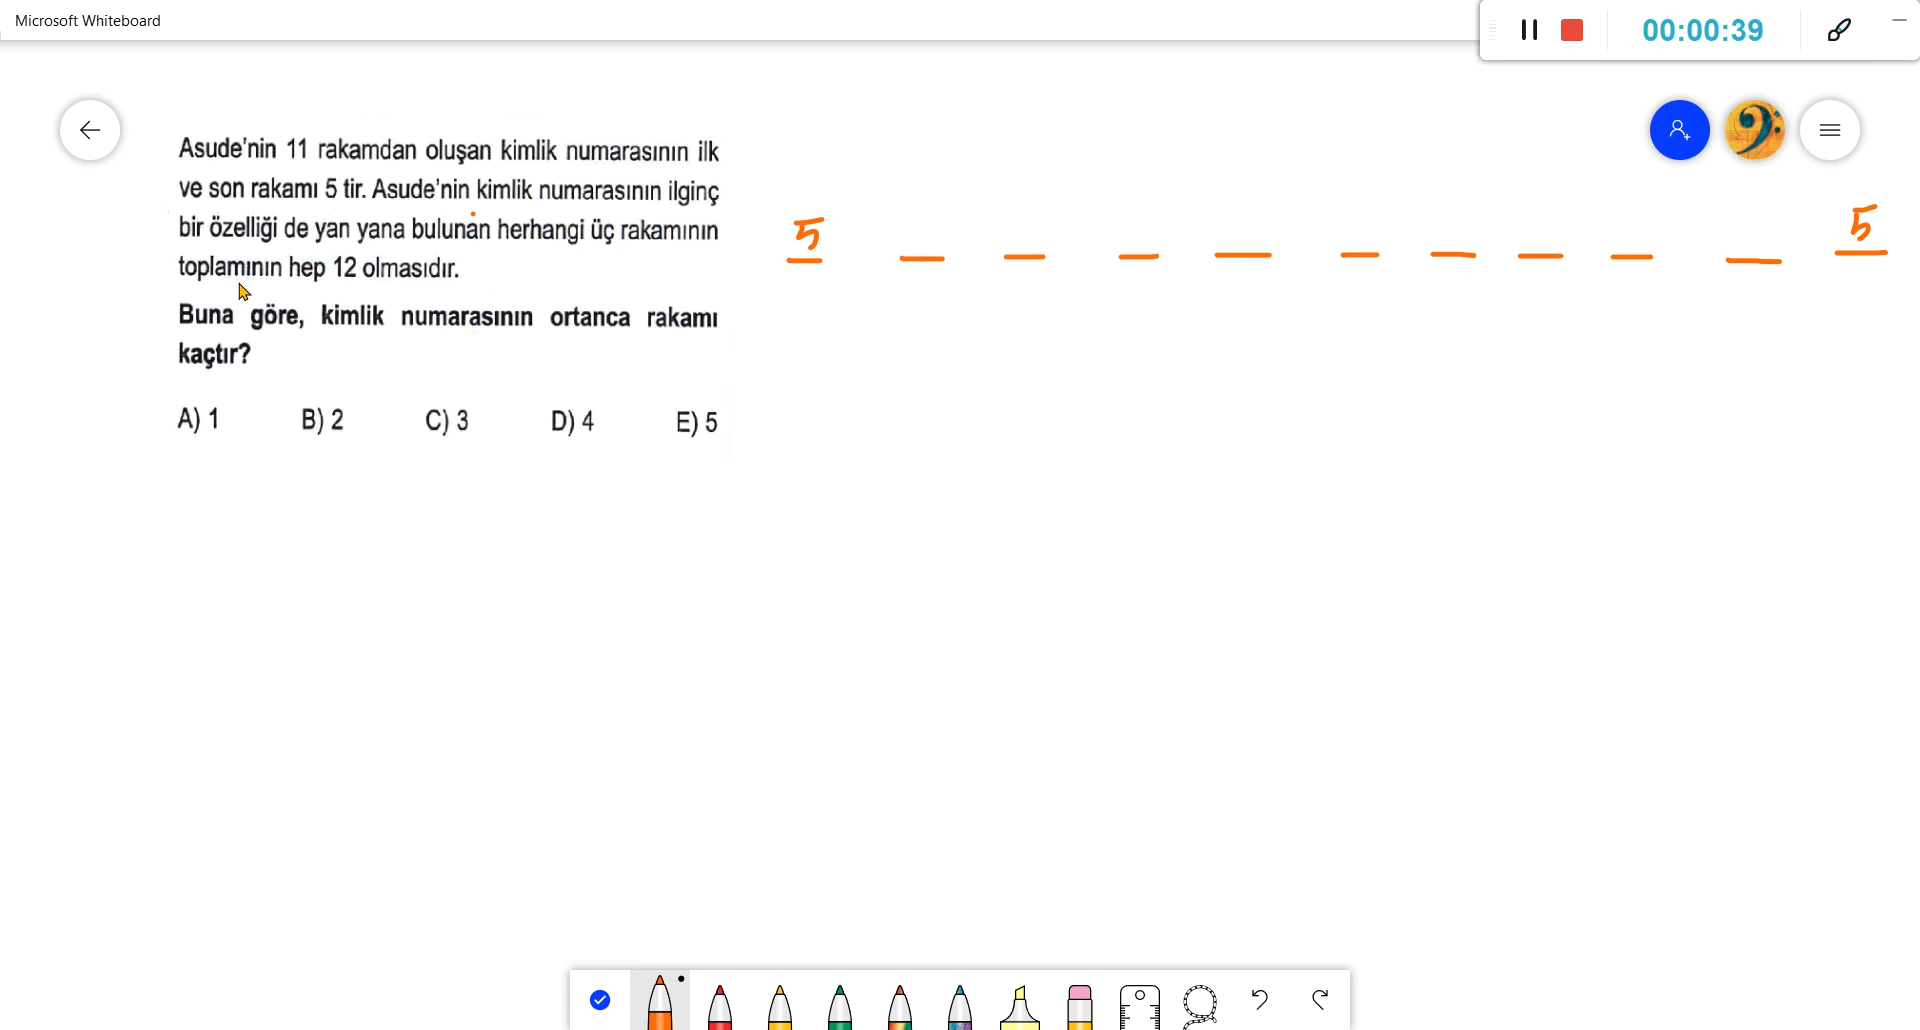 Microsoft Whiteboard
00:00:39
Asude'nin 11 rakamdan oluşan kimlik numarasının ilk
ve son rakamı 5 tir. Asude'nin kimlik numarasının ilginç
bir özelliği de yan yana bulunan herhangi üç rakamının
toplamının hep 12 olmasıdır.
Buna göre, kimlik numarasının ortanca rakamı
kaçtır?
A) 1 B) 2 C) 3 D) 4 E) 5
5 _ _ _ _ _ _ _ _ _ 5